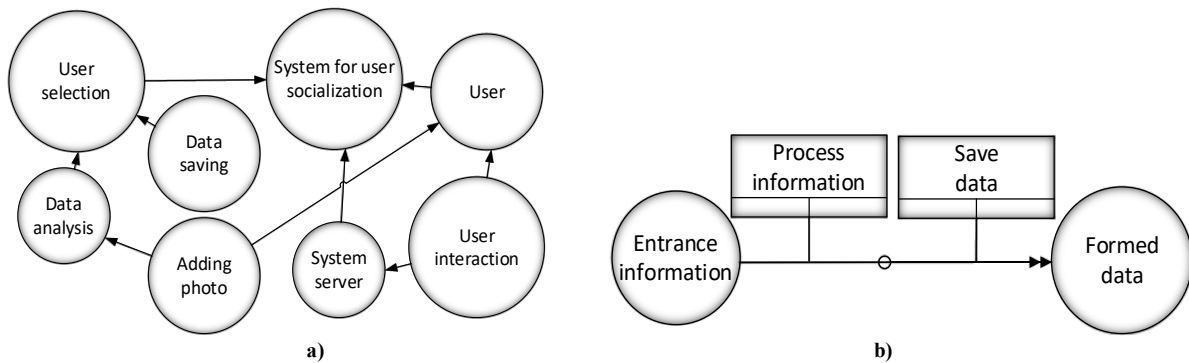 User
selection
System for user
socialization
User
Data
saving
Data
analysis
Adding
photo
System
server
User
interaction
a)
Process
information
Save
data
Entrance
information
Formed
data
b)